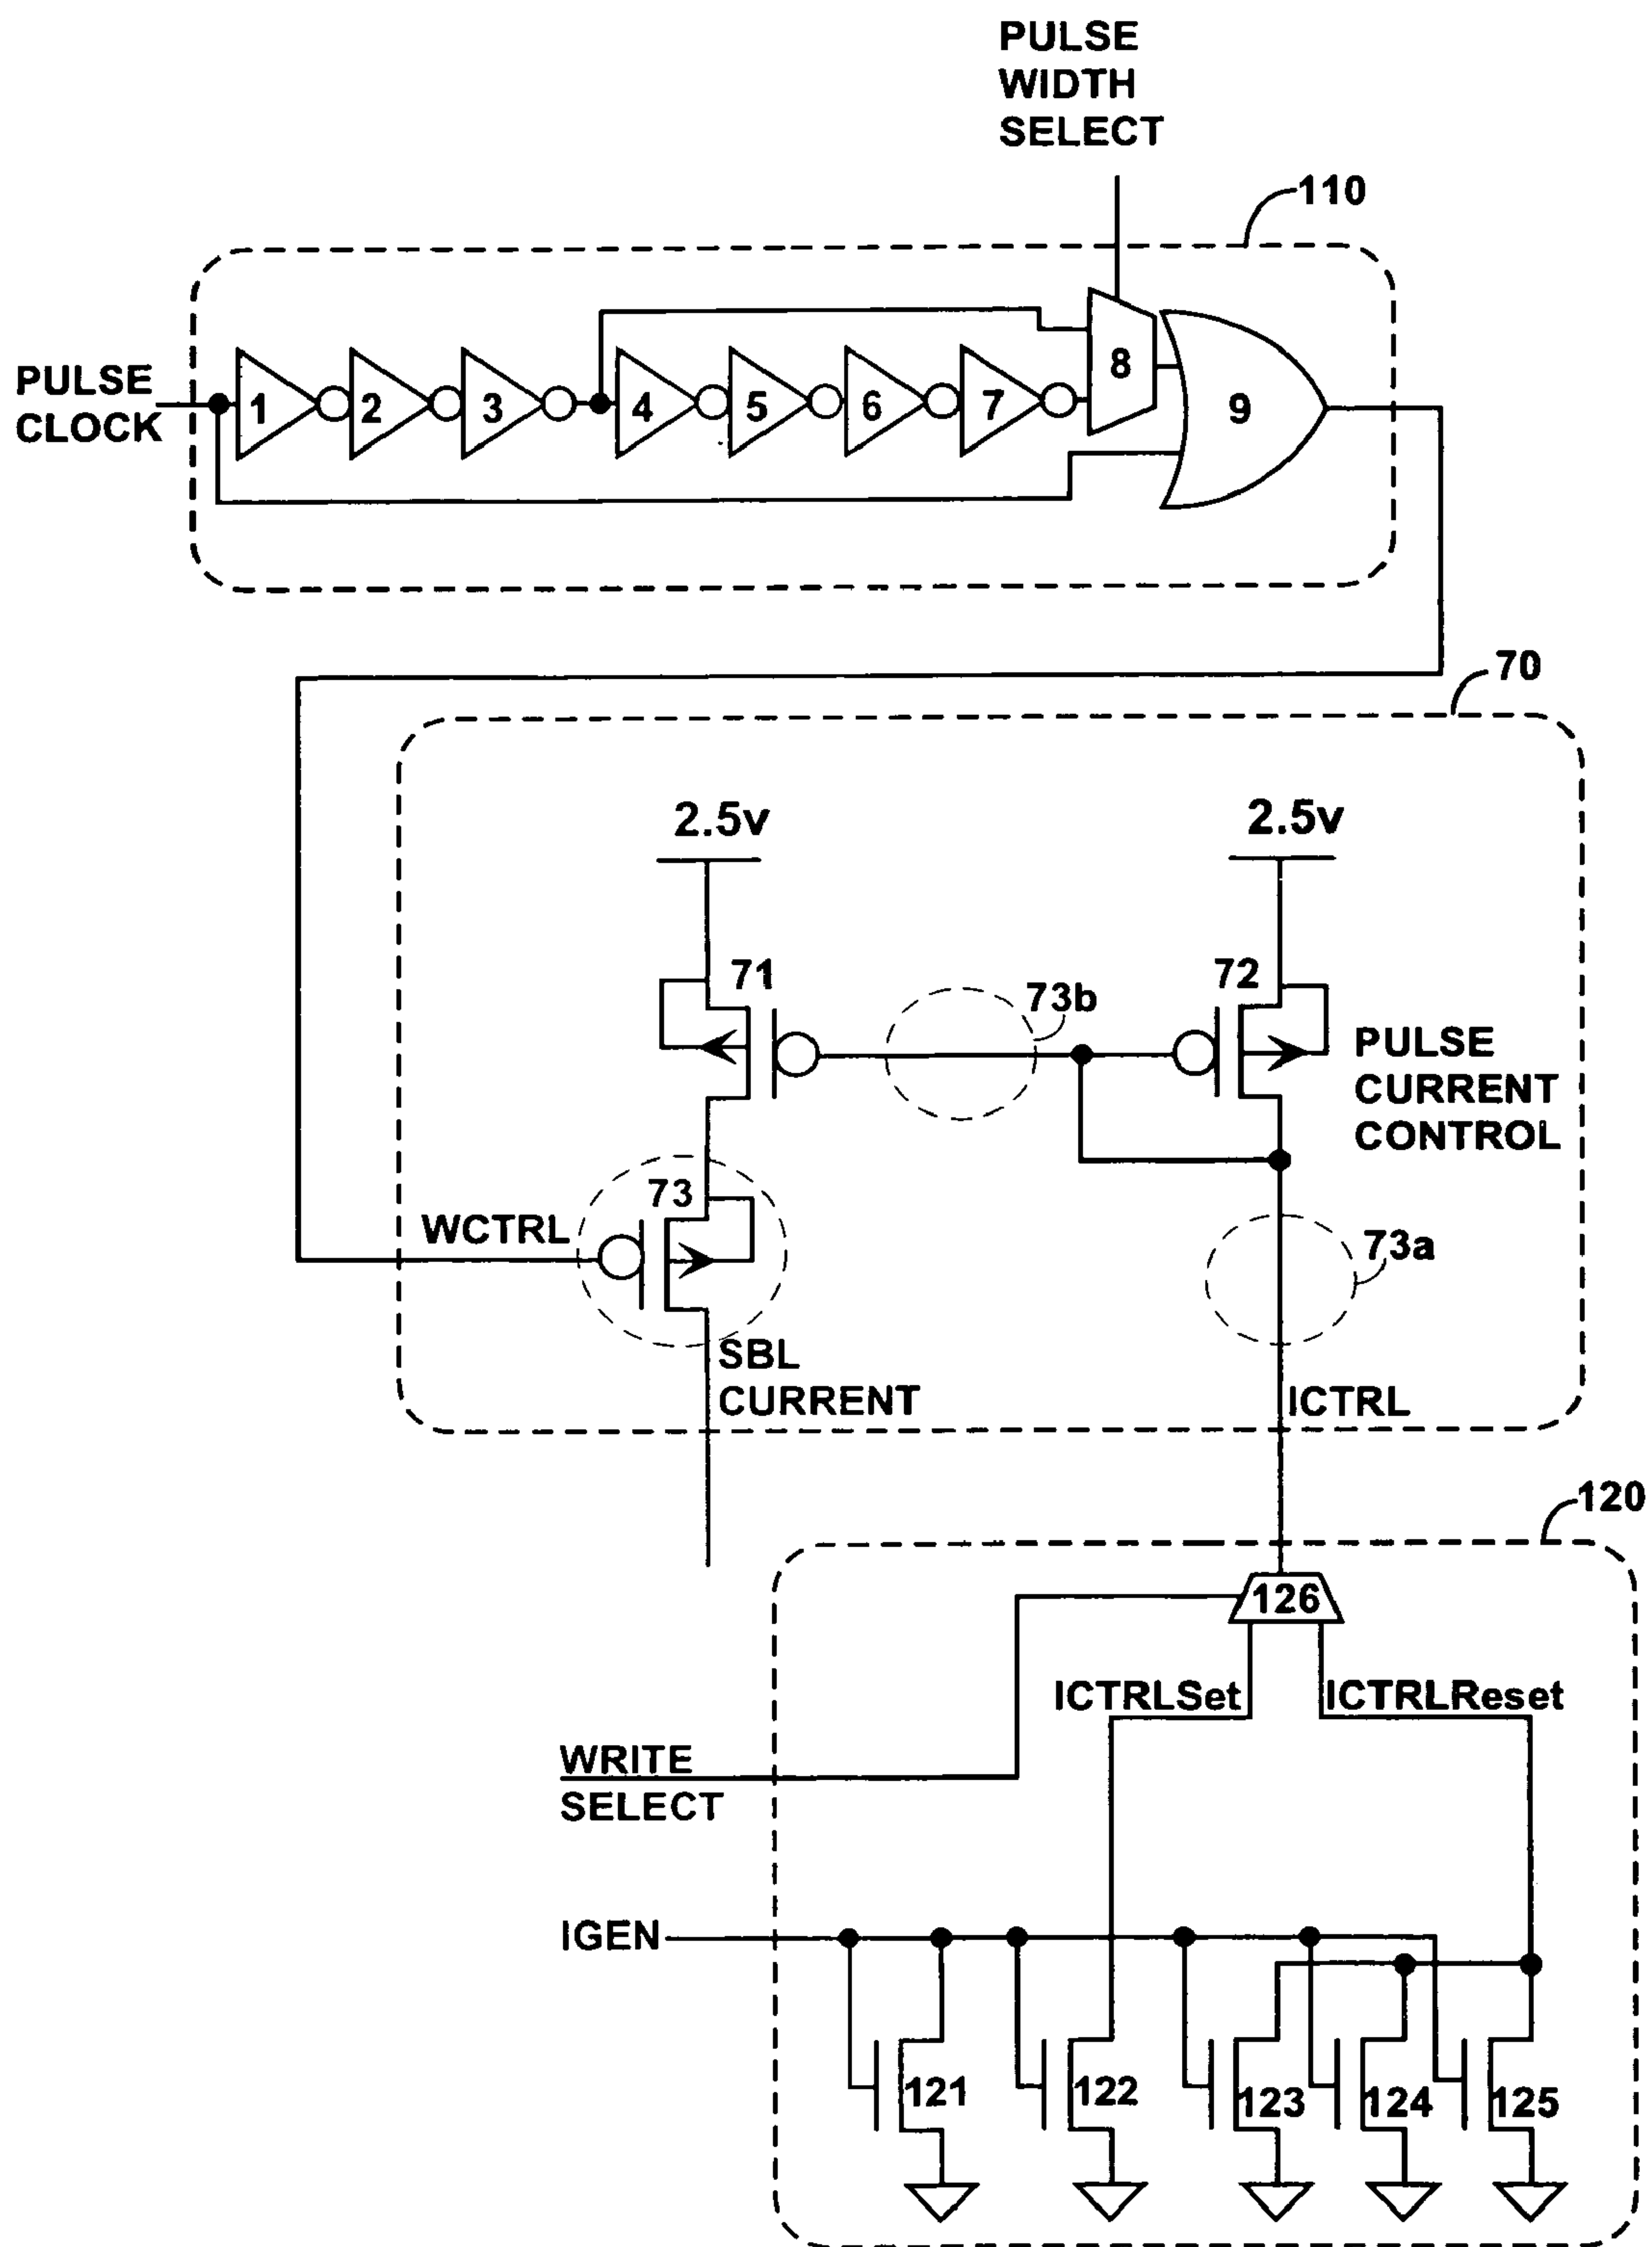 PULSE
WIDTH
SELECT
110
PULSE
CLOCK
1
2
3
4
5
6
7
8
9
70
2.5v
2.5v
71
72
73b
PULSE
CURRENT
CONTROL
73
WCTRL
73a
SBL
CURRENT
ICTRL
120
126
ICTRLSet
ICTRLReset
WRITE
SELECT
IGEN
121
122
123
124
125